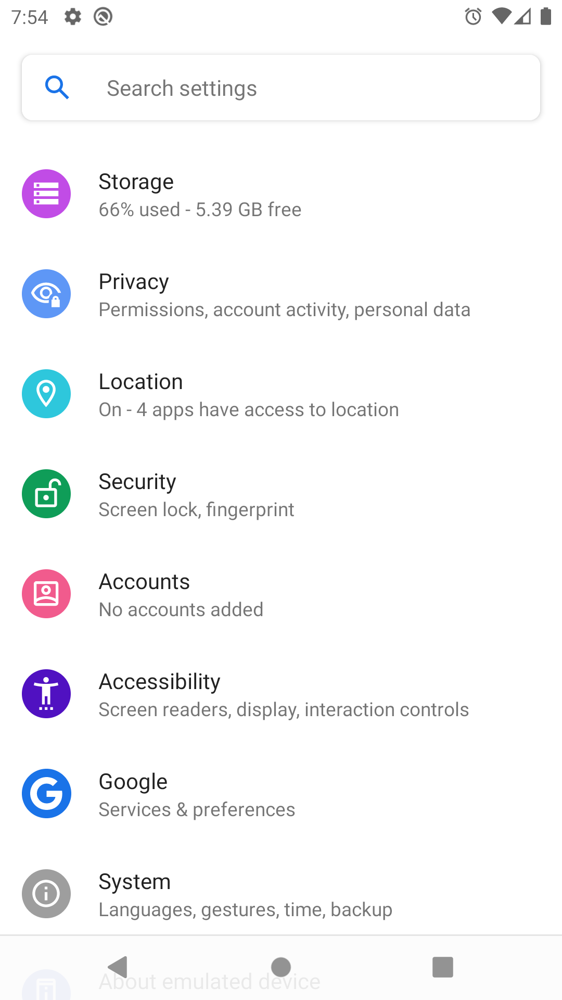 7:54
Search settings
Storage
66% used - 5.39 GB free
Privacy
Permissions, account activity, personal data
Location
On - 4 apps have access to location
Security
Screen lock, fingerprint
Accounts
No accounts added
Accessibility
Screen readers, display, interaction controls
Google
Services & preferences
System
Languages, gestures, time, backup
About emulated device